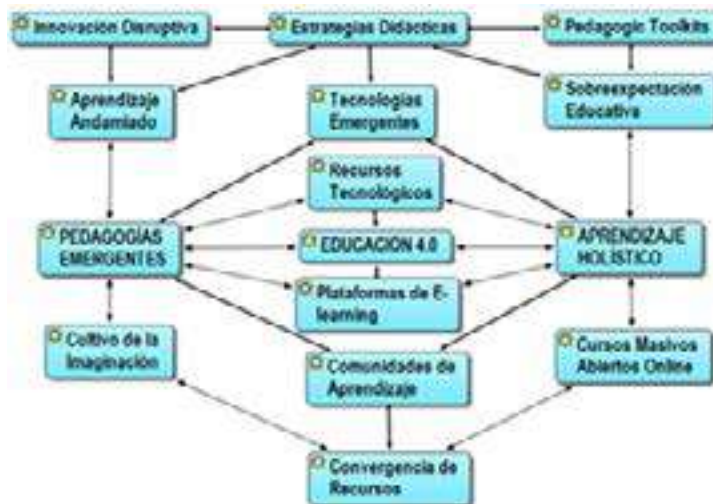 Innovación Disruptiva
Estrategias Didácticas
Pedagogic Toolkits
Aprendizaje
Andamiado
Tecnologías
Emergentes
Sobreexpectación
Educativa
Recursos
Tecnológicos
PEDAGOGÍAS
EMERGENTES
EDUCACIÓN 4.0
APRENDIZAJE
HOLÍSTICO
Plataformas de E-
learning
Cultivo de la
Imaginación
Comunidades de
Aprendizaje
Cursos Masivos
Abiertos Online
Convergencia de
Recursos